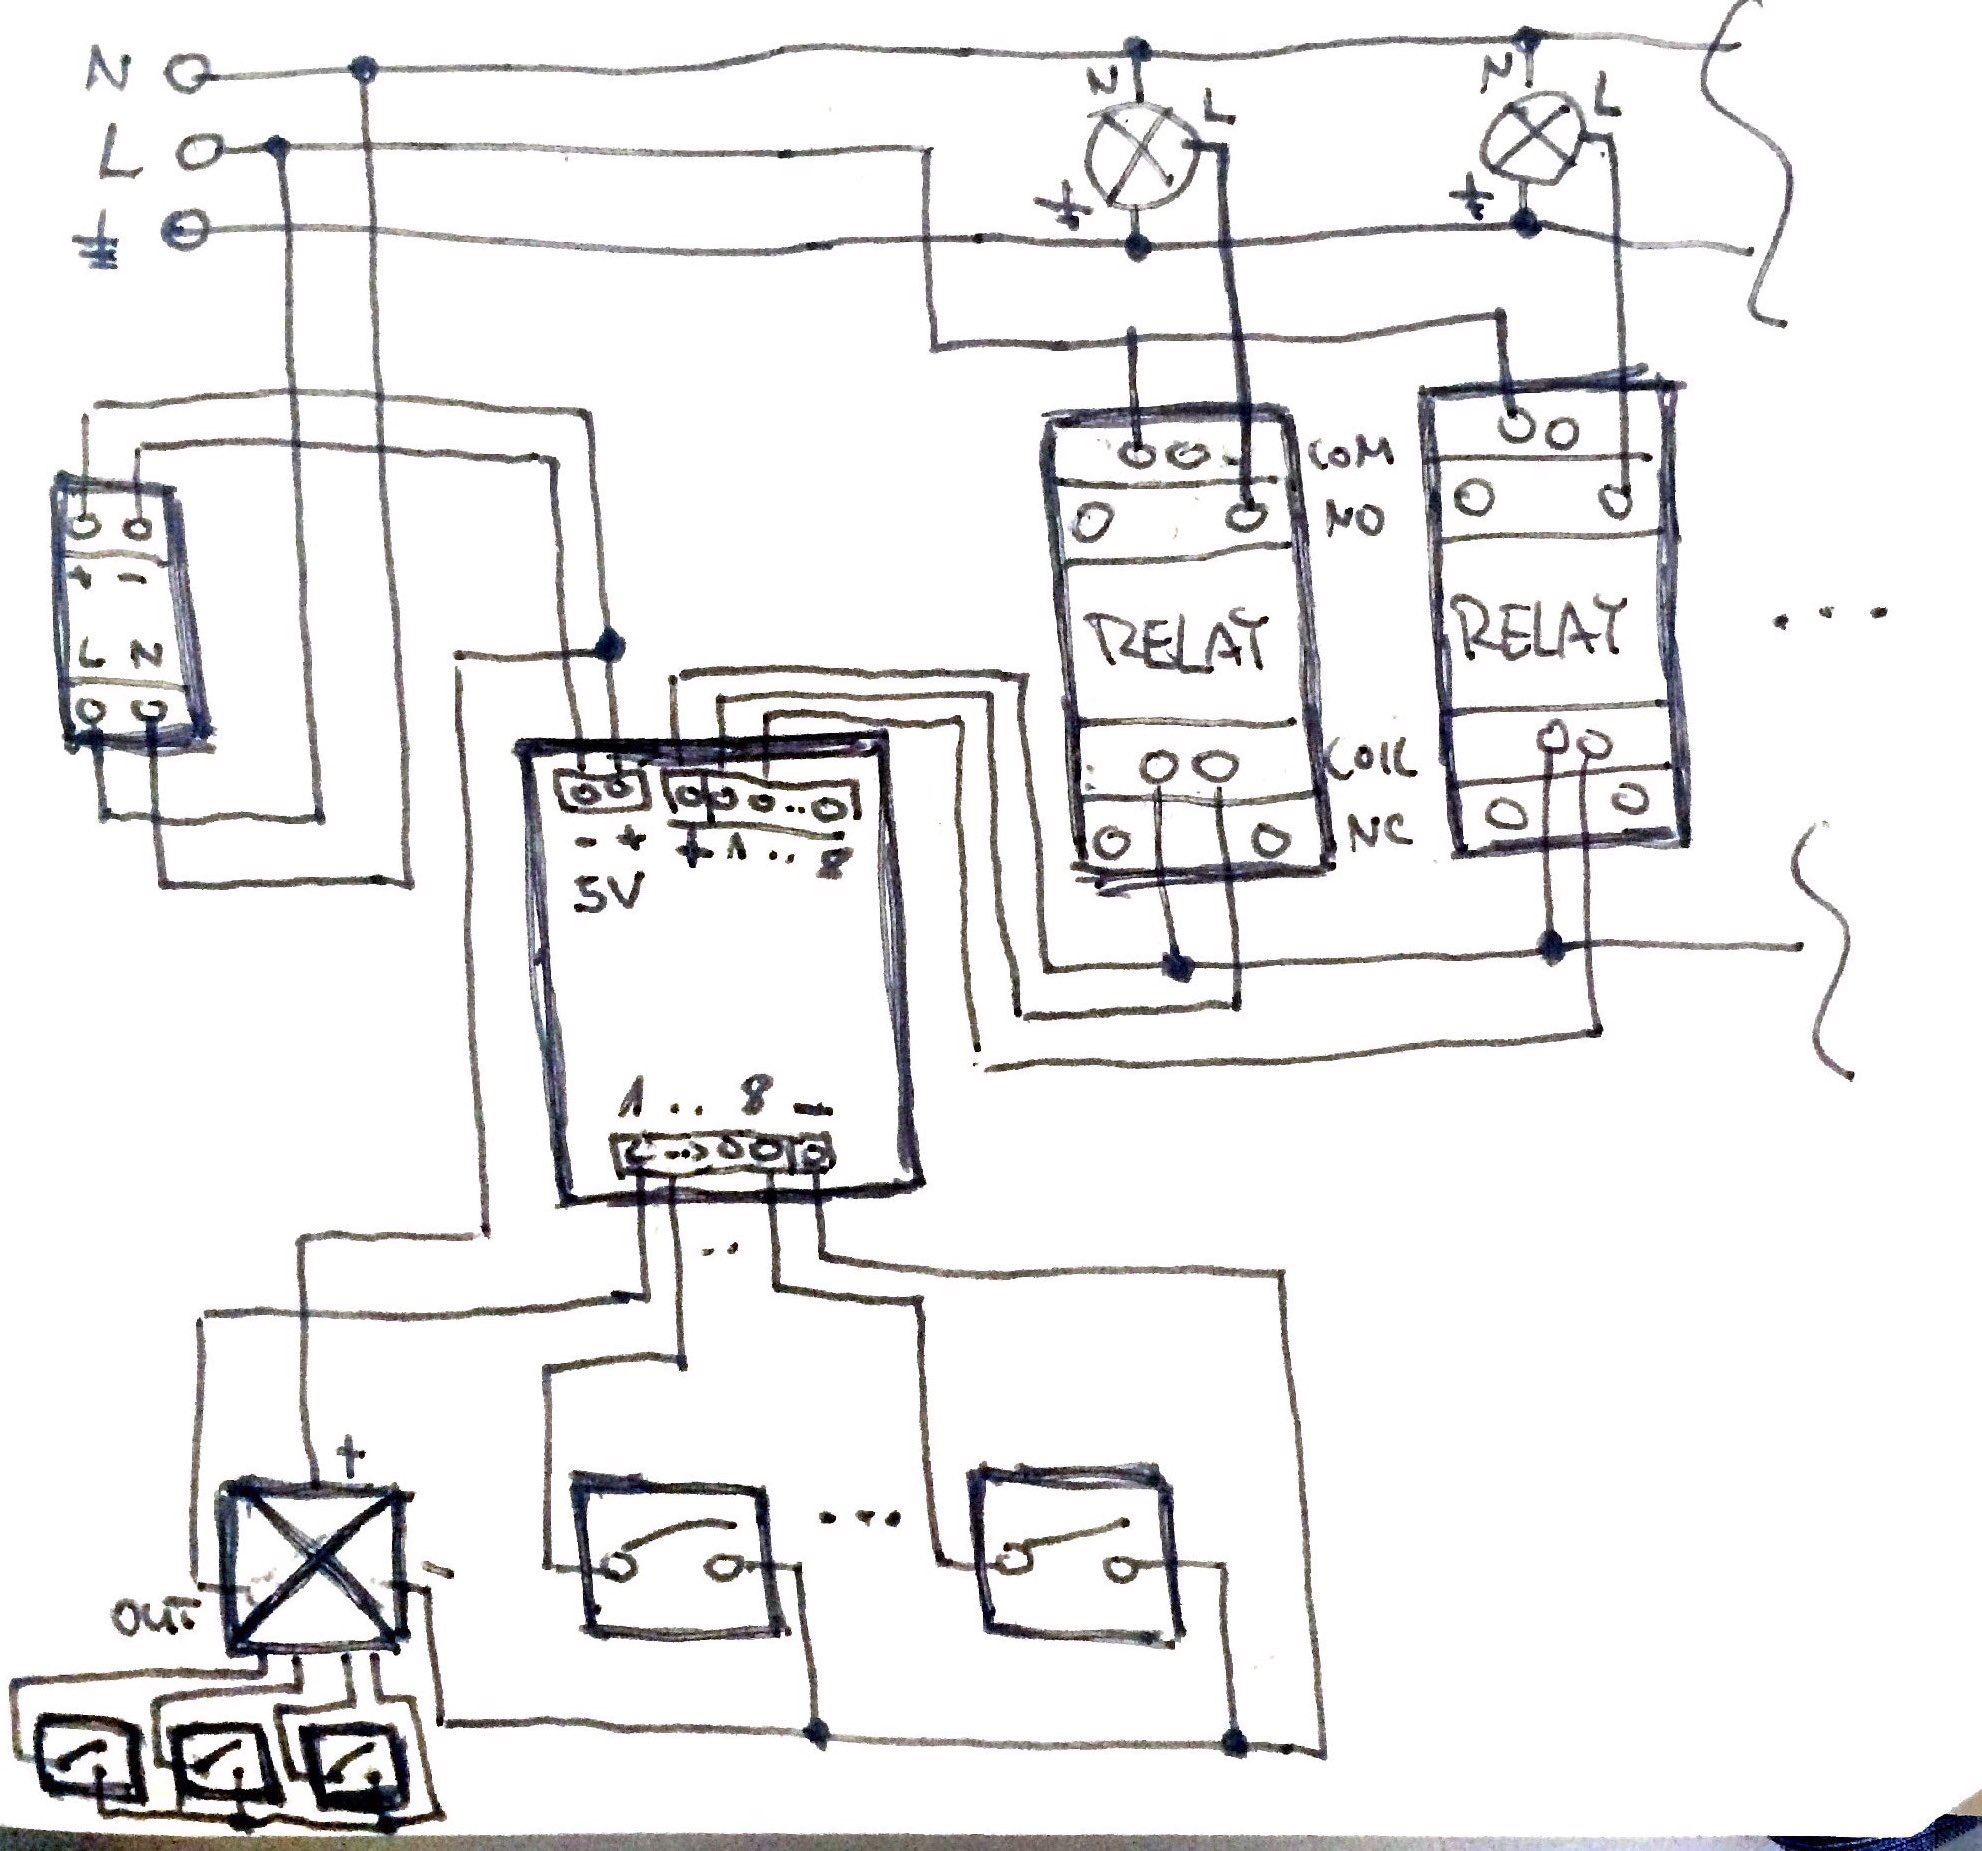 N
L
N
L
N
L
COM
NO
+ -
L N
RELAY
RELAY
COIL
NC
- +
+ 1 .. 8
5V
1 .. 8 -
+
-
OUT